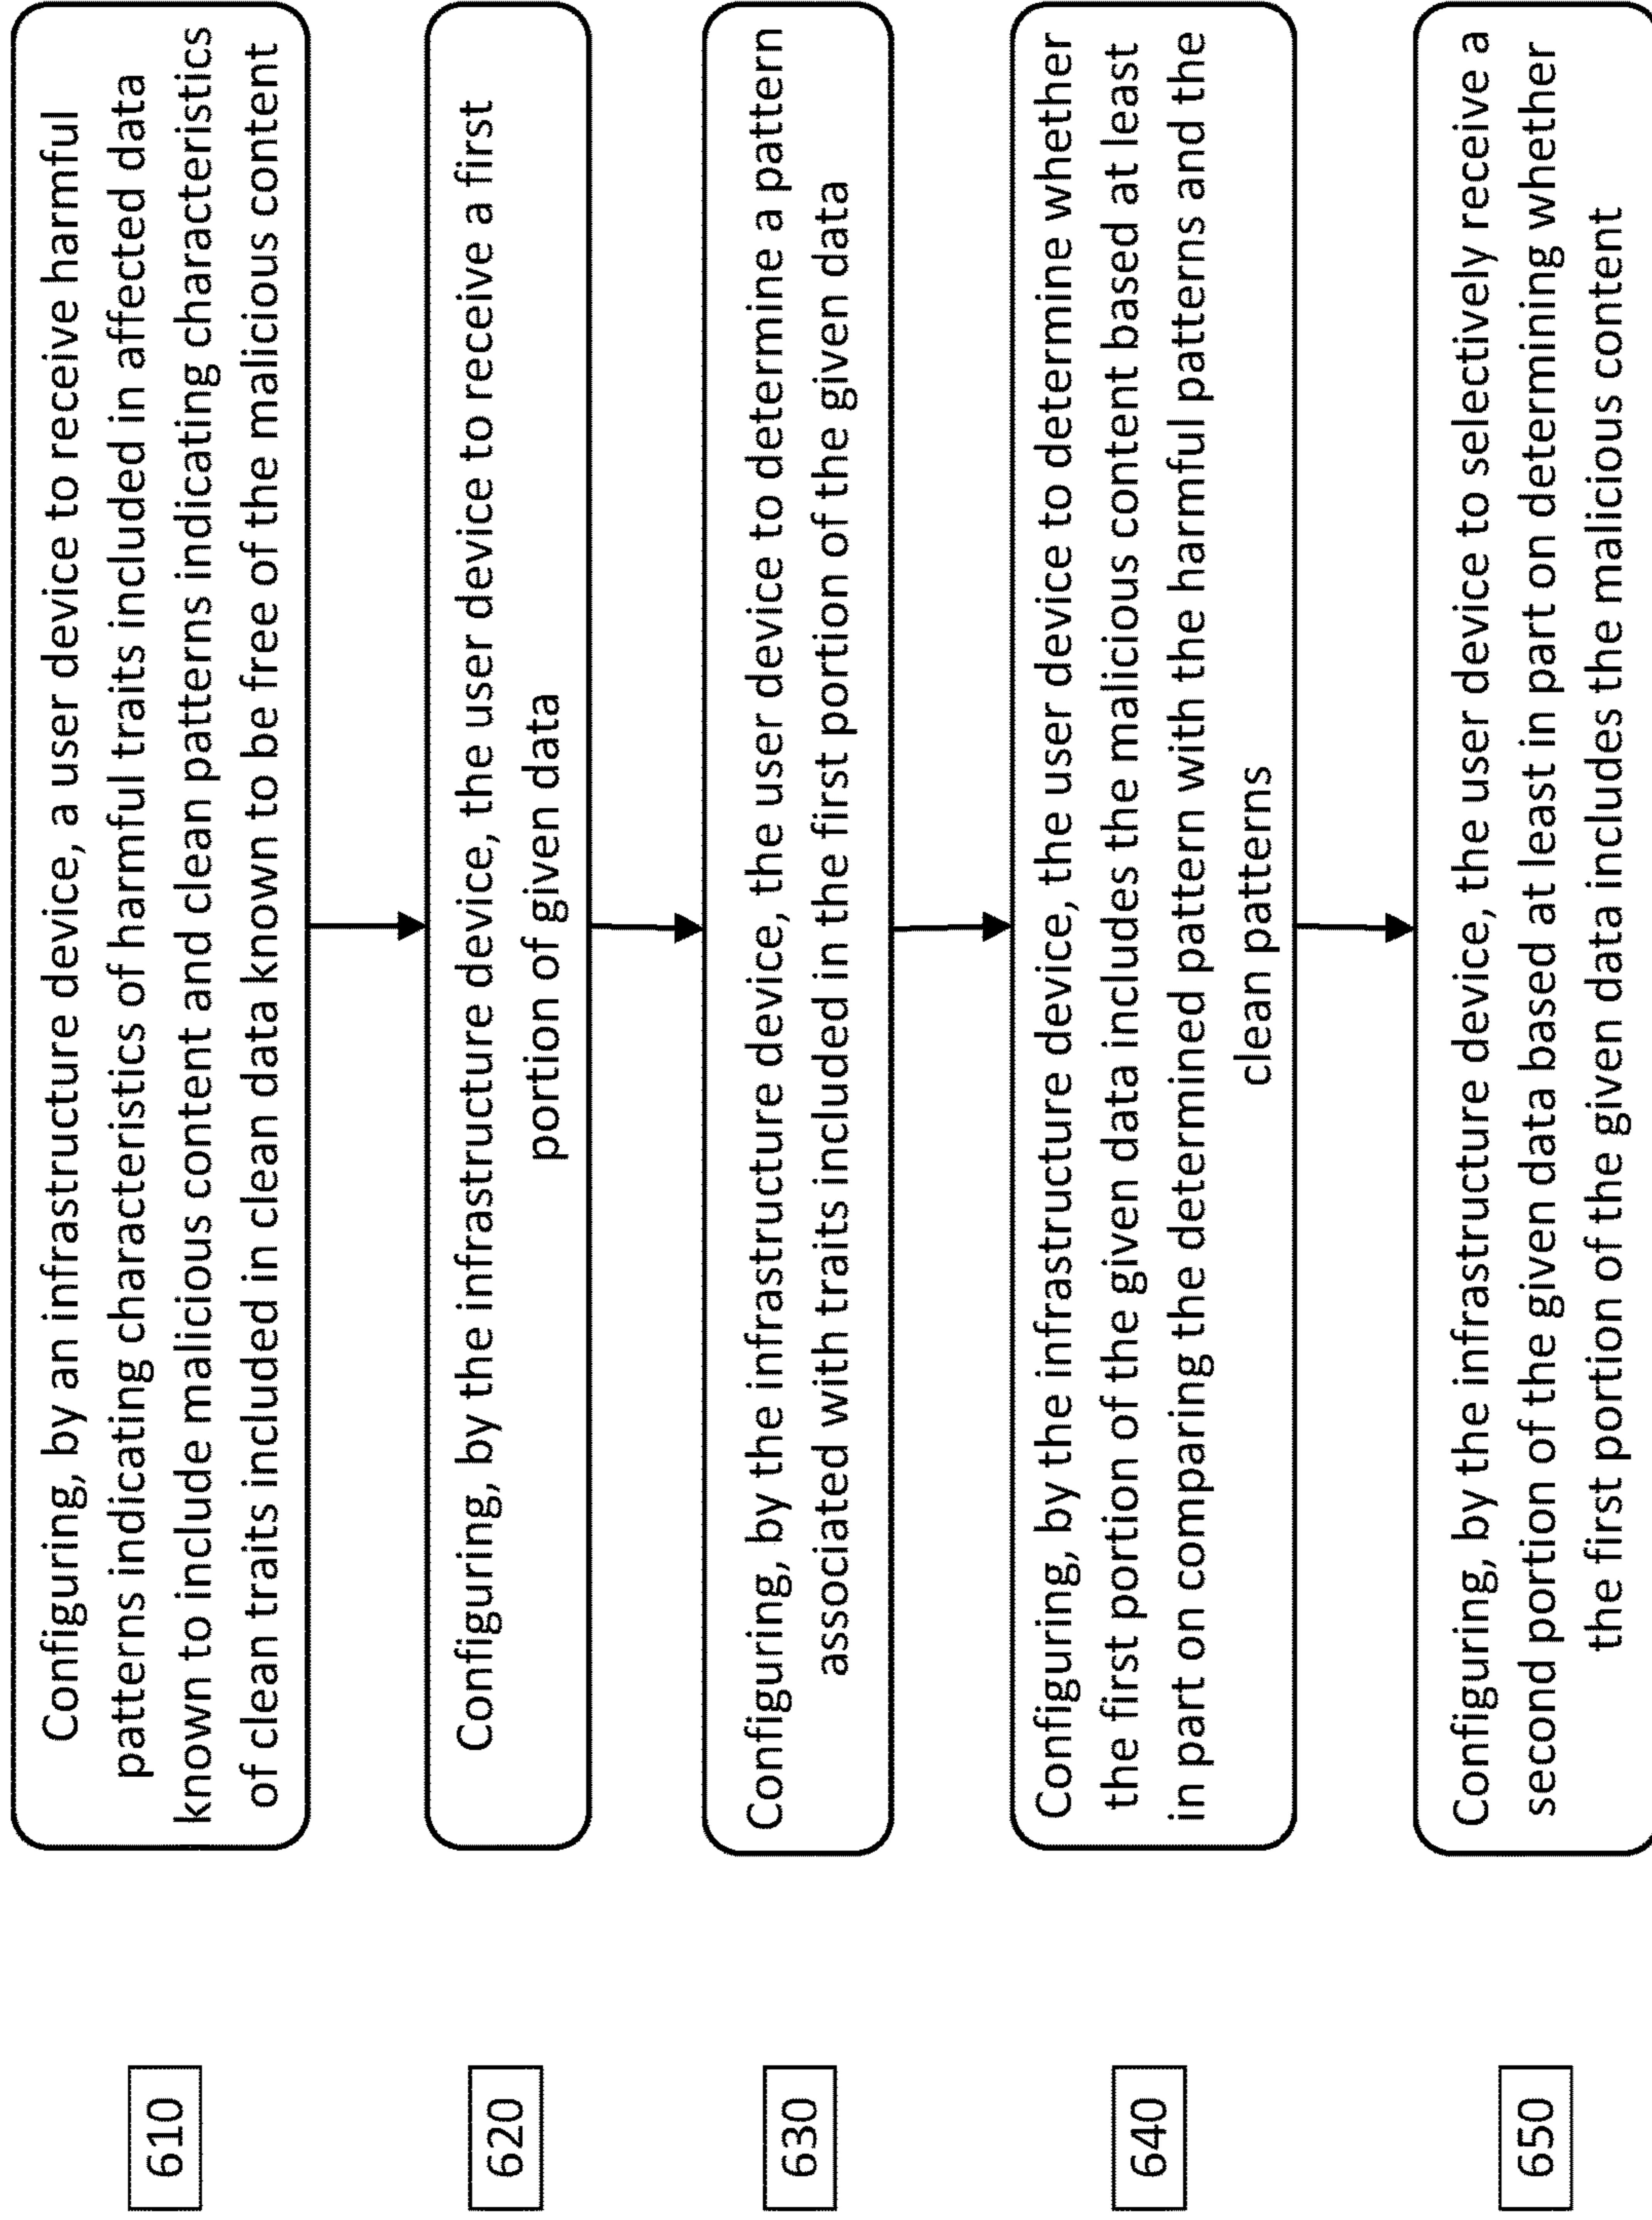 610
Configuring, by an infrastructure device, a user device to receive harmful
patterns indicating characteristics of harmful traits included in affected data
known to include malicious content and clean patterns indicating characteristics
of clean traits included in clean data known to be free of the malicious content
620
Configuring, by the infrastructure device, the user device to receive a first
portion of given data
630
Configuring, by the infrastructure device, the user device to determine a pattern
associated with traits included in the first portion of the given data
640
Configuring, by the infrastructure device, the user device to determine whether
the first portion of the given data includes the malicious content based at least
in part on comparing the determined pattern with the harmful patterns and the
clean patterns
650
Configuring, by the infrastructure device, the user device to selectively receive a
second portion of the given data based at least in part on determining whether
the first portion of the given data includes the malicious content